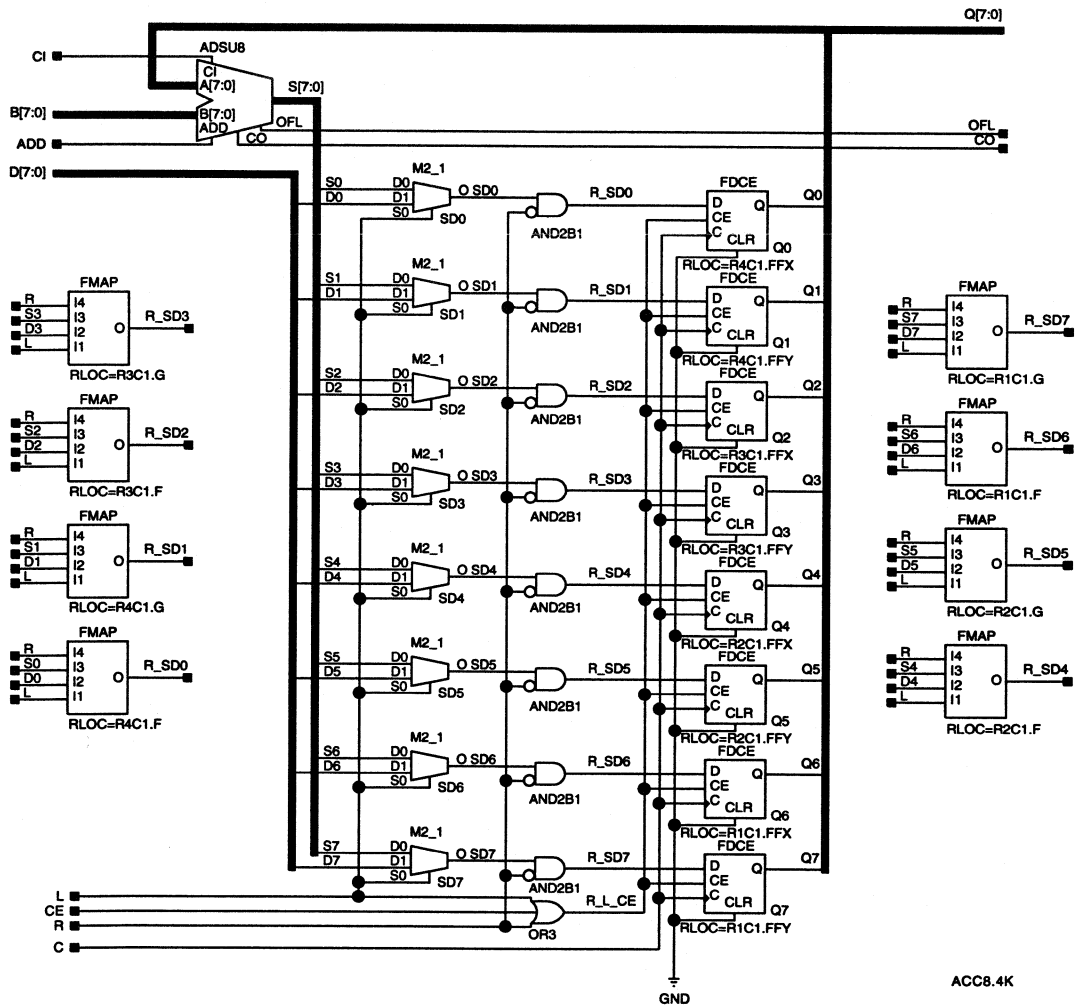 Q[7:0]
ADSU8
CI
CI
A[7:0]
S[7:0]
B[7:0]
B[7:0]
ADD
OFL
OFL
ADD
CO
CO
D[7:0]
M2_1
S0
D0
D0
D1
S0
O SD0
SD0
AND2B1
R_SD0
FDCE
D
CE
C
Q
CLR
Q0
Q0
RLOC=R4C1.FFX
M2_1
S1
D0
D1
D1
S0
O SD1
SD1
AND2B1
R_SD1
FDCE
D
CE
C
Q
CLR
Q1
Q1
RLOC=R4C1.FFY
M2_1
S2
D0
D2
D1
S0
O SD2
SD2
AND2B1
R_SD2
FDCE
D
CE
C
Q
CLR
Q2
Q2
RLOC=R3C1.FFX
M2_1
S3
D0
D3
D1
S0
O SD3
SD3
AND2B1
R_SD3
FDCE
D
CE
C
Q
CLR
Q3
Q3
RLOC=R3C1.FFY
M2_1
S4
D0
D4
D1
S0
O SD4
SD4
AND2B1
R_SD4
FDCE
D
CE
C
Q
CLR
Q4
Q4
RLOC=R2C1.FFX
M2_1
S5
D0
D5
D1
S0
O SD5
SD5
AND2B1
R_SD5
FDCE
D
CE
C
Q
CLR
Q5
Q5
RLOC=R2C1.FFY
M2_1
S6
D0
D6
D1
S0
O SD6
SD6
AND2B1
R_SD6
FDCE
D
CE
C
Q
CLR
Q6
Q6
RLOC=R1C1.FFX
M2_1
S7
D0
D7
D1
S0
O SD7
SD7
AND2B1
R_SD7
FDCE
D
CE
C
Q
CLR
Q7
Q7
RLOC=R1C1.FFY
L
CE
R
C
OR3
R_L_CE
GND
FMAP
R
I4
S3
I3
D3
I2
L
I1
O
R_SD3
RLOC=R3C1.G
FMAP
R
I4
S2
I3
D2
I2
L
I1
O
R_SD2
RLOC=R3C1.F
FMAP
R
I4
S1
I3
D1
I2
L
I1
O
R_SD1
RLOC=R4C1.G
FMAP
R
I4
S0
I3
D0
I2
L
I1
O
R_SD0
RLOC=R4C1.F
FMAP
R
I4
S7
I3
D7
I2
L
I1
O
R_SD7
RLOC=R1C1.G
FMAP
R
I4
S6
I3
D6
I2
L
I1
O
R_SD6
RLOC=R1C1.F
FMAP
R
I4
S5
I3
D5
I2
L
I1
O
R_SD5
RLOC=R2C1.G
FMAP
R
I4
S4
I3
D4
I2
L
I1
O
R_SD4
RLOC=R2C1.F
ACC8.4K